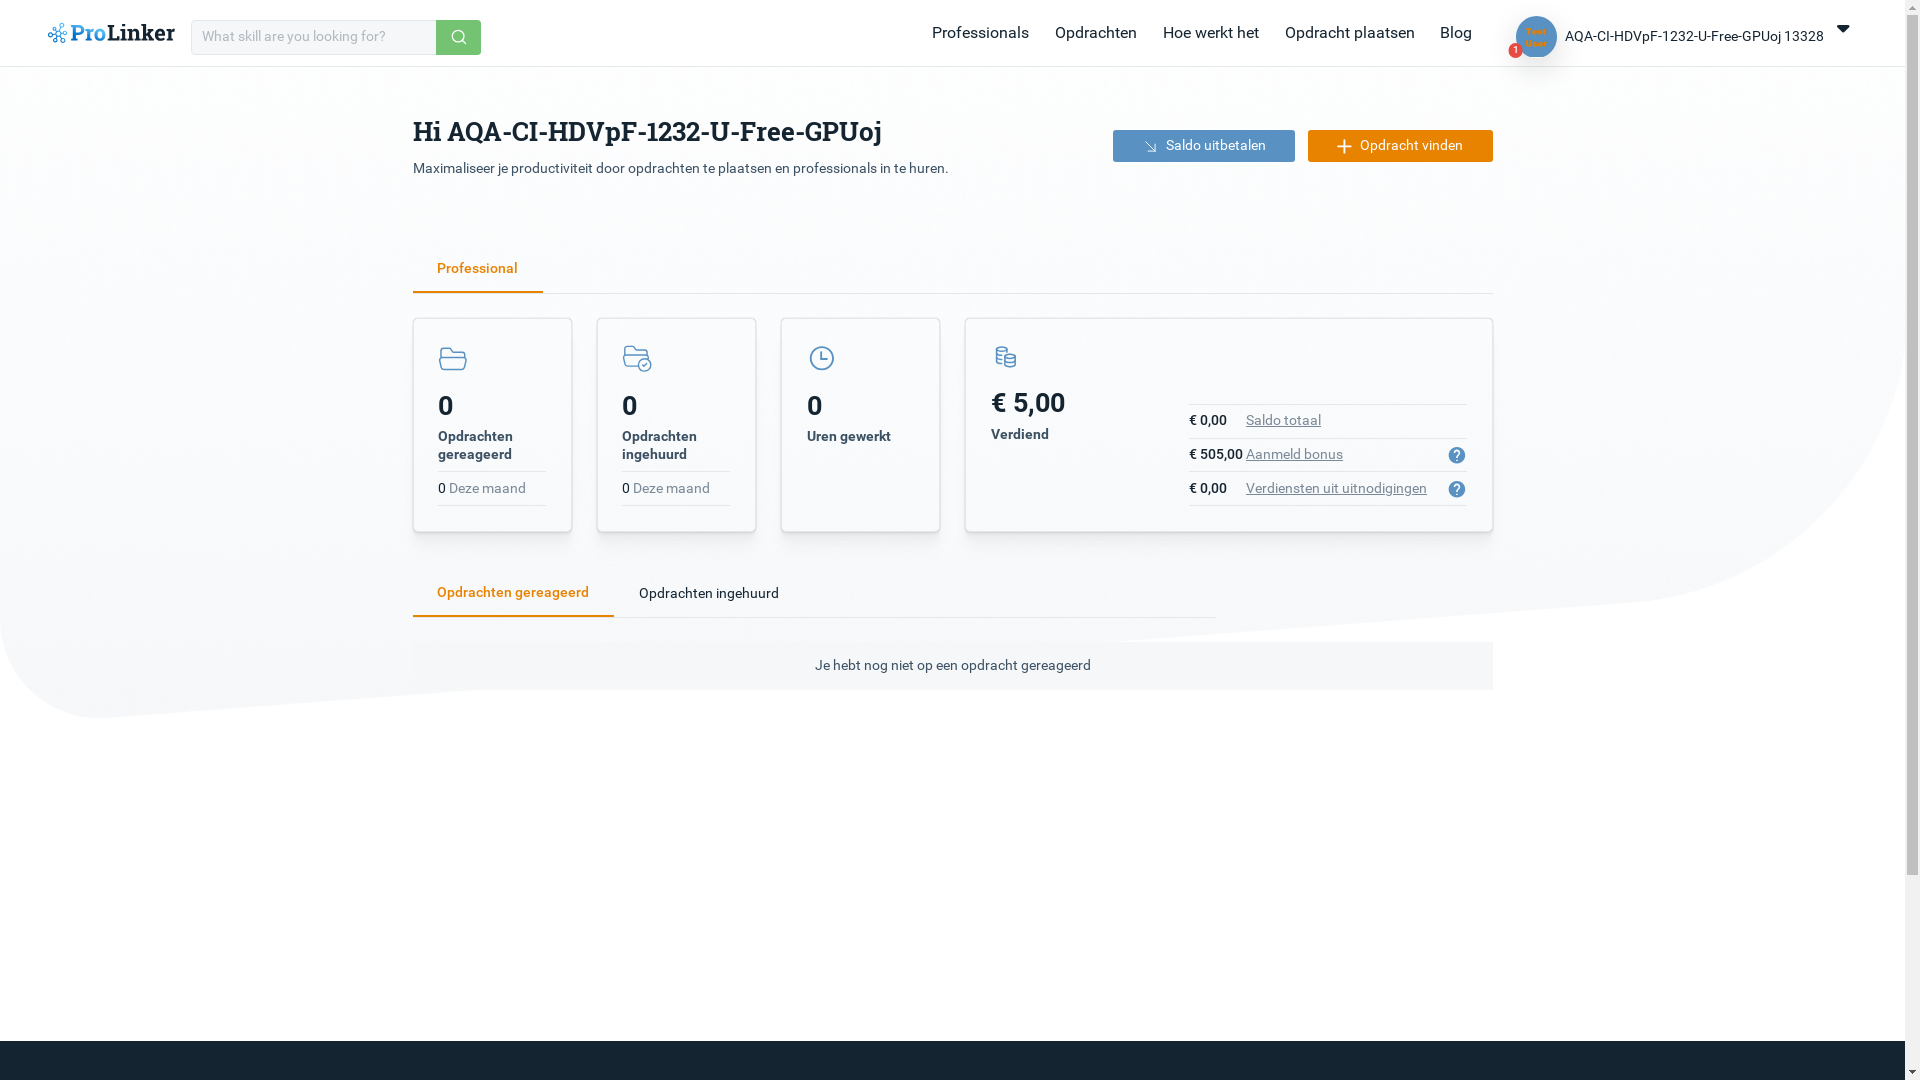 ProLinker
What skill are you looking for?
Professionals
Opdrachten
Hoe werkt het
Opdracht plaatsen
Blog
1
AQA-CI-HDVpF-1232-U-Free-GPUoj 13328
Hi AQA-CI-HDVpF-1232-U-Free-GPUoj
Maximaliseer je productiviteit door opdrachten te plaatsen en professionals in te huren.
Saldo uitbetalen
Opdracht vinden
Professional
0
Opdrachten
gereageerd
0 Deze maand
0
Opdrachten
ingehuurd
0 Deze maand
0
Uren gewerkt
€ 5,00
Verdiend
€ 0,00 Saldo totaal
€ 505,00 Aanmeld bonus
€ 0,00 Verdiensten uit uitnodigingen
Opdrachten gereageerd
Opdrachten ingehuurd
Je hebt nog niet op een opdracht gereageerd